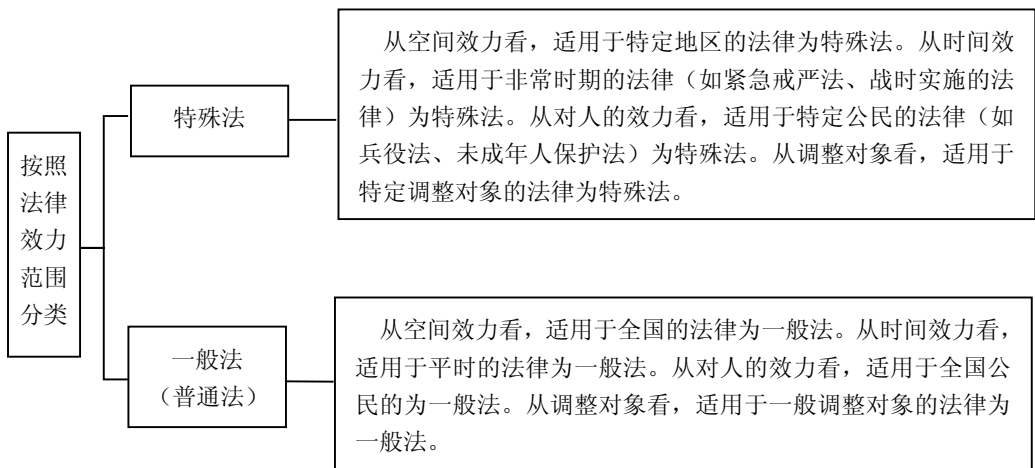 按照
法律
效力
范围
分类
特殊法
从空间效力看，适用于特定地区的法律为特殊法。从时间效
力看，适用于非常时期的法律（如紧急戒严法、战时实施的法
律）为特殊法。从对人的效力看，适用于特定公民的法律（如
兵役法、未成年人保护法）为特殊法。从调整对象看，适用于
特定调整对象的法律为特殊法。
一般法
（普通法）
从空间效力看，适用于全国的法律为一般法。从时间效力看，
适用于平时的法律为一般法。从对人的效力看，适用于全国公
民的为一般法。从调整对象看，适用于一般调整对象的法律为
一般法。